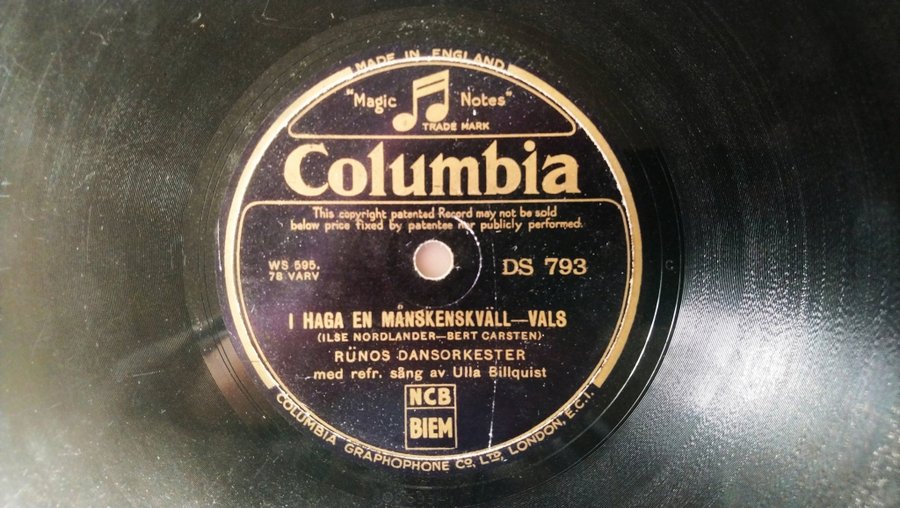 MADE IN ENGLAND
"Magic Notes"
TRADE MARK
Columbia
This copyright patented Record may not be sold
below price fixed by patentee nor publicly performed.
WS 595.
78 VARV
DS 793
I HAGA EN MÅNSKENSKVÄLL—VALS
(ILSE NORDLANDER—BERT CARSTEN)
RÜNOS DANSORKESTER
med refr. sång av Ulla Billquist
NCB
BIEM
COLUMBIA GRAPHOPHONE CO. LTD. LONDON, E.C.1.